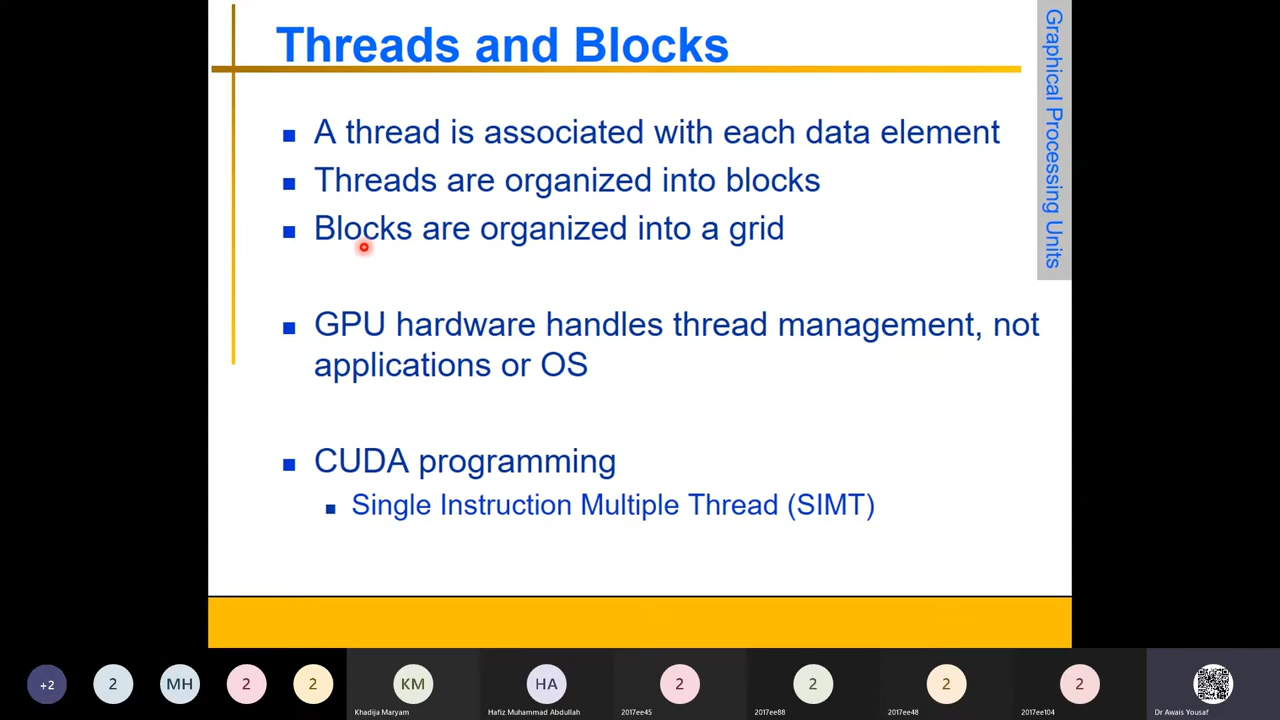 Threads and Blocks
Graphical Processing Units
A thread is associated with each data element
Threads are organized into blocks
Blocks are organized into a grid
GPU hardware handles thread management, not
applications or OS
CUDA programming
Single Instruction Multiple Thread (SIMT)
+2
2
MH
2
2
KM
HA
2
2
2
2
Khadija Maryam
Hafiz Muhammad Abdullah
2017ee45
2017ee88
2017ee48
2017ee104
Dr Awais Yousaf